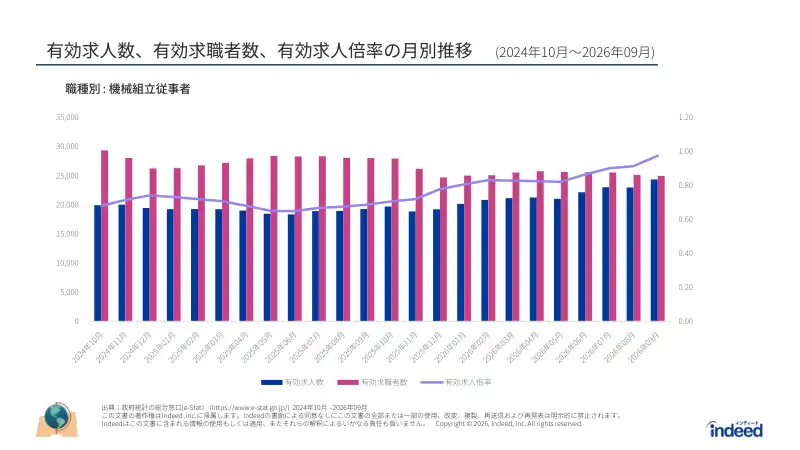 有効求人数、有効求職者数、有効求人倍率の月別推移 (2024年10月～2026年09月)
職種別 : 機械組立従事者
35,000
30,000
25,000
20,000
15,000
10,000
5,000
0
1.20
1.00
0.80
0.60
0.40
0.20
0.00
2024年10月
2024年11月
2024年12月
2025年01月
2025年02月
2025年03月
2025年04月
2025年05月
2025年06月
2025年07月
2025年08月
2025年09月
2025年10月
2025年11月
2025年12月
2026年01月
2026年02月
2026年03月
2026年04月
2026年05月
2026年06月
2026年07月
2026年08月
2026年09月
有効求人数 有効求職者数 有効求人倍率
出典：政府統計の総合窓口(e-Stat) (https://www.e-stat.go.jp/) 2024年10月 –2026年09月
この文書の著作権はIndeed ,inc.に帰属します。Indeedの書面による同意なしにこの文書の全部または一部の使用、改変、複製、再送信および再発表は明示的に禁止されます。
Indeedはこの文書に含まれる情報の使用もしくは適用、またそれらの解釈によるいかなる責任も負いません。 Copyright © 2026, Indeed, Inc. All rights reserved.
インディード
indeed